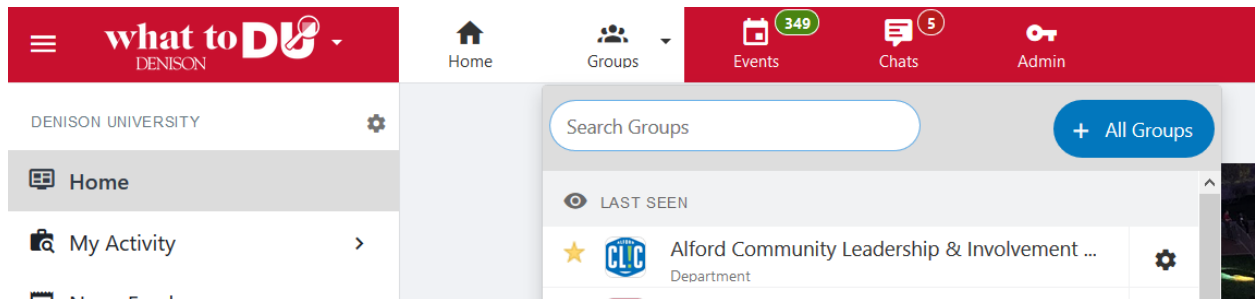 what to DU
DENISON
Home
Groups
349
Events
5
Chats
Admin
DENISON UNIVERSITY
Home
My Activity
Search Groups
+ All Groups
LAST SEEN
ALFORD
CLIC
Alford Community Leadership & Involvement ...
Department